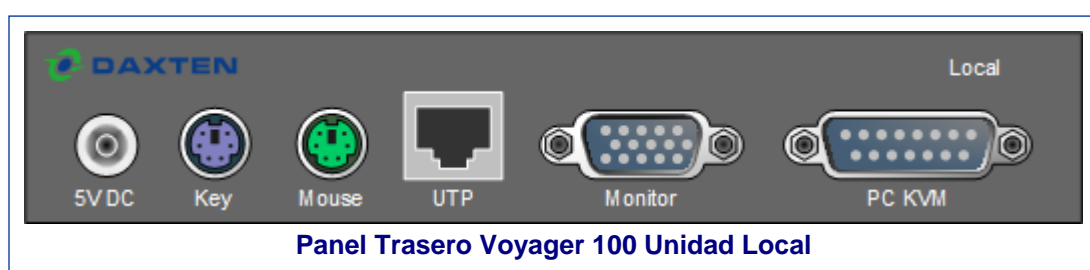 DAXTEN
Local
5V DC Key Mouse UTP Monitor PC KVM
Panel Trasero Voyager 100 Unidad Local